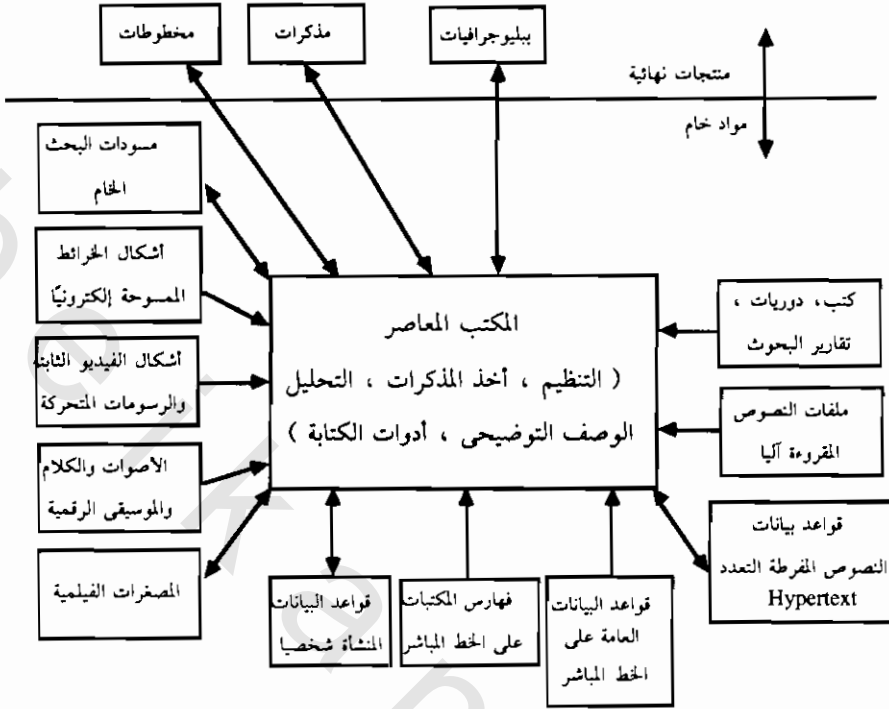 ببليوجرافيات
مذكرات
مخطوطات
منتجات نهائية
مواد خام
مسودات البحث
الخام
أشكال الخرائط
الممسوحة إلكترونيًا
أشكال الفيديو الثابتة
والرسومات المتحركة
الأصوات والكلام
والموسيقى الرقمية
المصغرات الفيلمية
المكتب المعاصر
( التنظيم ، أخذ المذكرات ، التحليل
الوصف التوضيحى ، أدوات الكتابة )
كتب، دوريات ،
تقارير البحوث
ملفات النصوص
المقروءة آليا
قواعد بيانات
النصوص المفرطة التعدد
Hypertext
قواعد البيانات
العامة على
الخط المباشر
فهارس المكتبات
على الخط المباشر
قواعد البيانات
المنشأة شخصيا